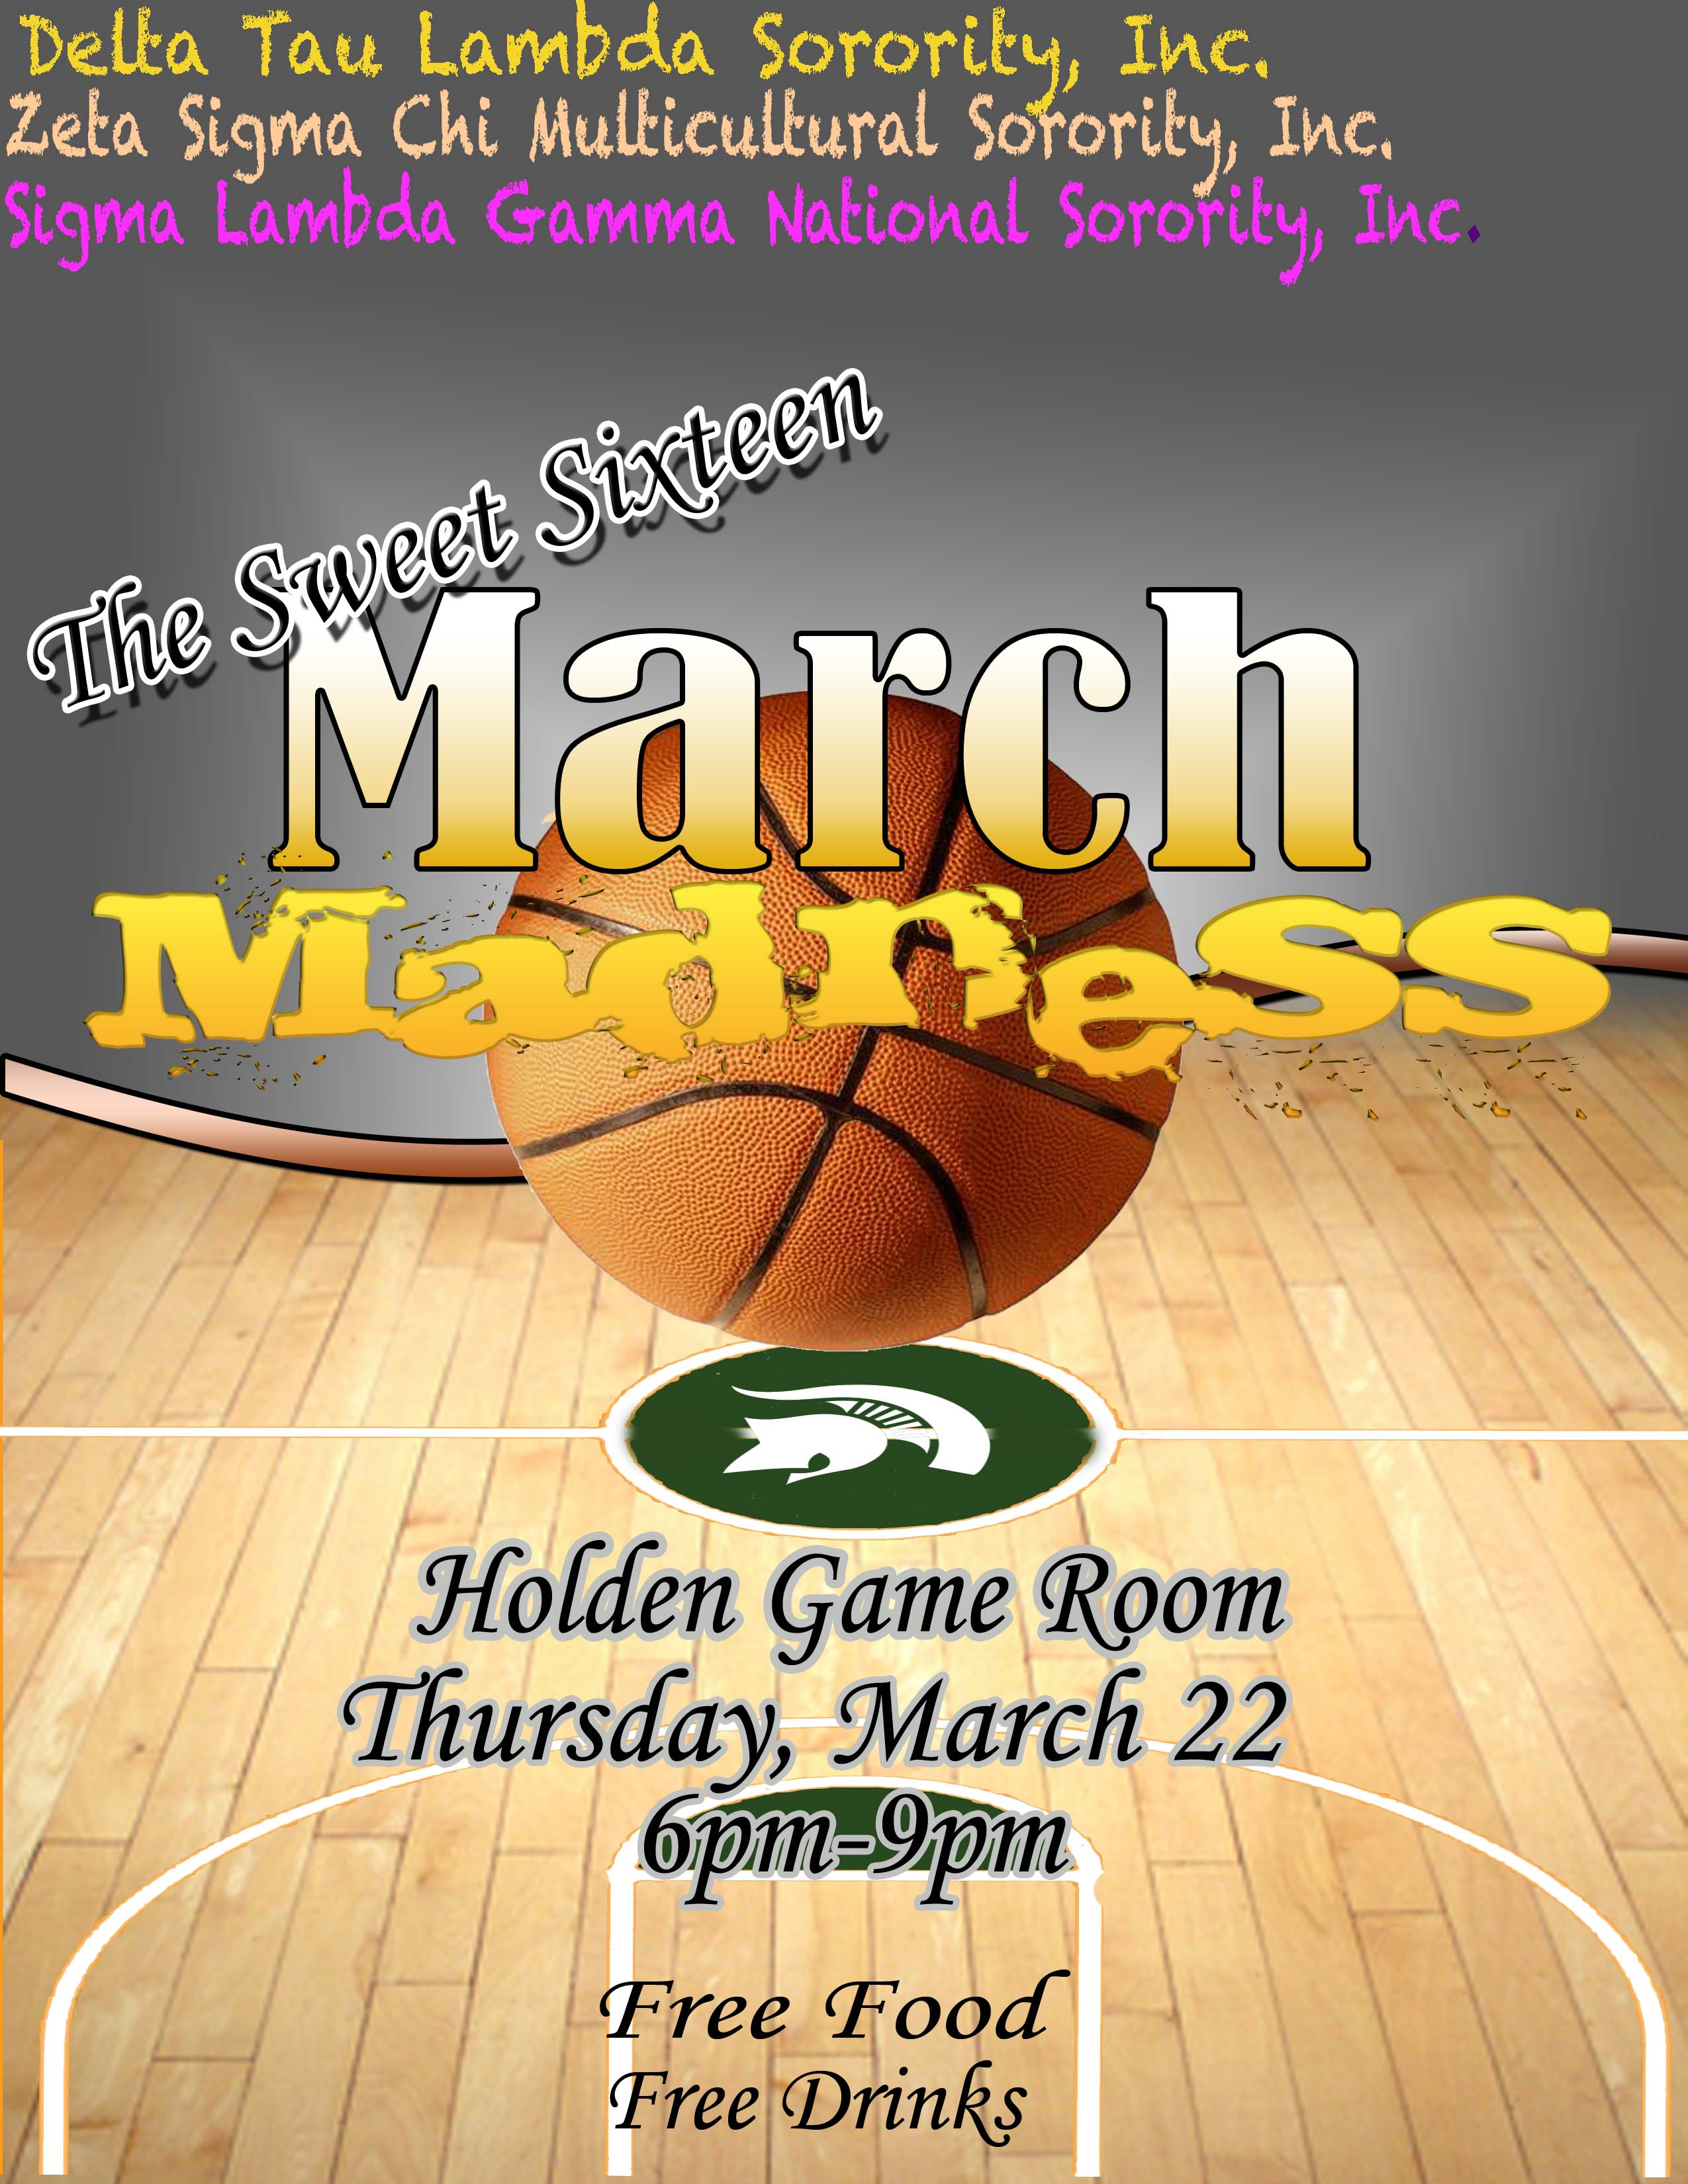 Delta Tau Lambda Sorority, Inc.
Zeta Sigma Chi Multicultural Sorority, Inc.
Sigma Lambda Gamma National Sorority, Inc.
The Sweet Sixteen
March
Madness
Holden Game Room
Thursday, March 22
6pm-9pm
Free Food
Free Drinks